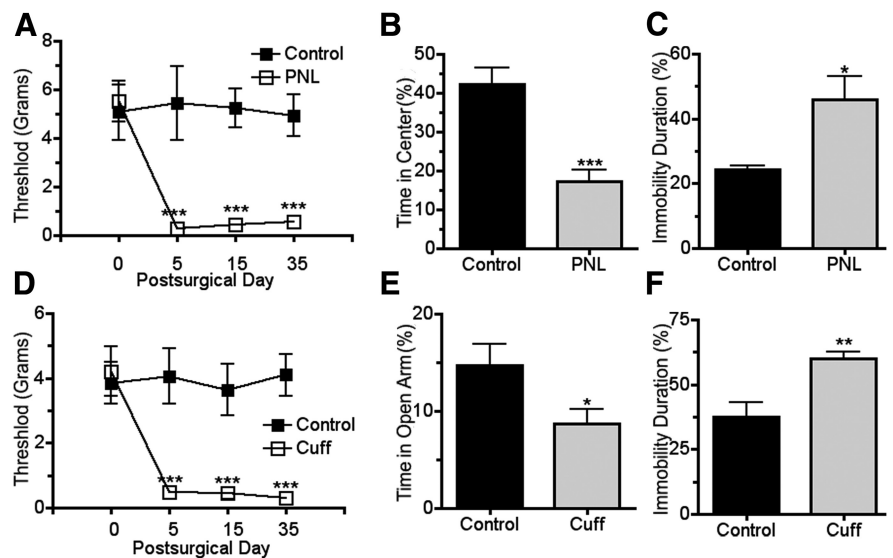 A
Threshlod (Grams)
8
6
4
2
0
Control
PNL
*** *** ***
0 5 15 35
Postsurgical Day
B
Time in Center (%)
50
40
30
20
10
0
***
Control PNL
C
Immobility Duration (%)
60
40
20
0
*
Control PNL
D
Threshlod (Grams)
6
4
2
0
Control
Cuff
*** *** ***
0 5 15 35
Postsurgical Day
E
Time in Open Arm (%)
20
10
0
*
Control Cuff
F
Immobility Duration (%)
75
50
25
0
**
Control Cuff